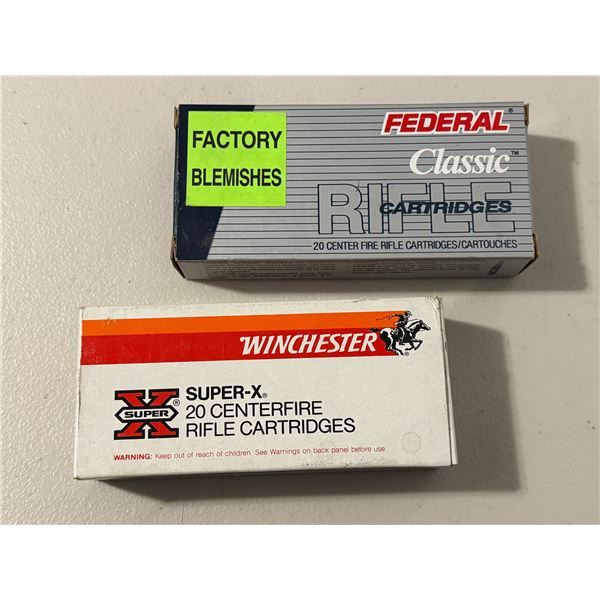 FACTORY
BLEMISHES
FEDERAL®
Classic™
RIFLE
CARTRIDGES
20 CENTER FIRE RIFLE CARTRIDGES/CARTOUCHES
WINCHESTER®
X SUPER®
SUPER-X®
20 CENTERFIRE
RIFLE CARTRIDGES
WARNING: Keep out of reach of children. See Warnings on back panel before use.